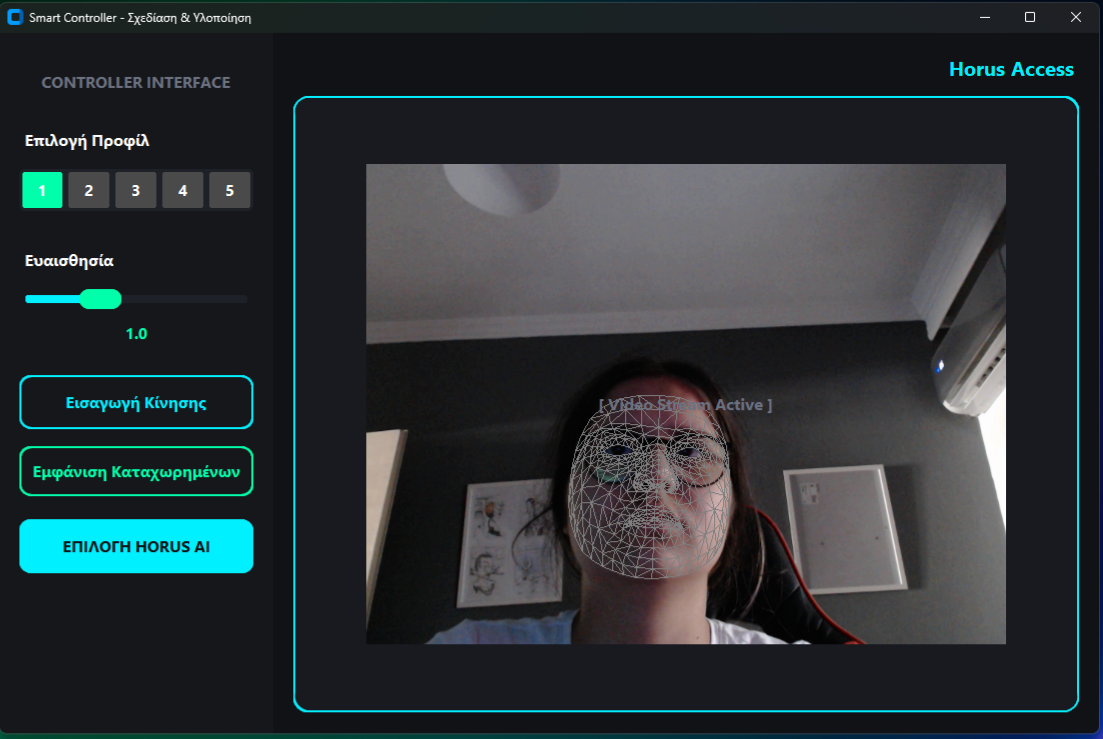 Smart Controller - Σχεδίαση & Υλοποίηση
CONTROLLER INTERFACE
Horus Access
Επιλογή Προφίλ
1 2 3 4 5
Ευαισθησία
1.0
Εισαγωγή Κίνησης
Εμφάνιση Καταχωρημένων
ΕΠΙΛΟΓΗ HORUS AI
[ Video Stream Active ]